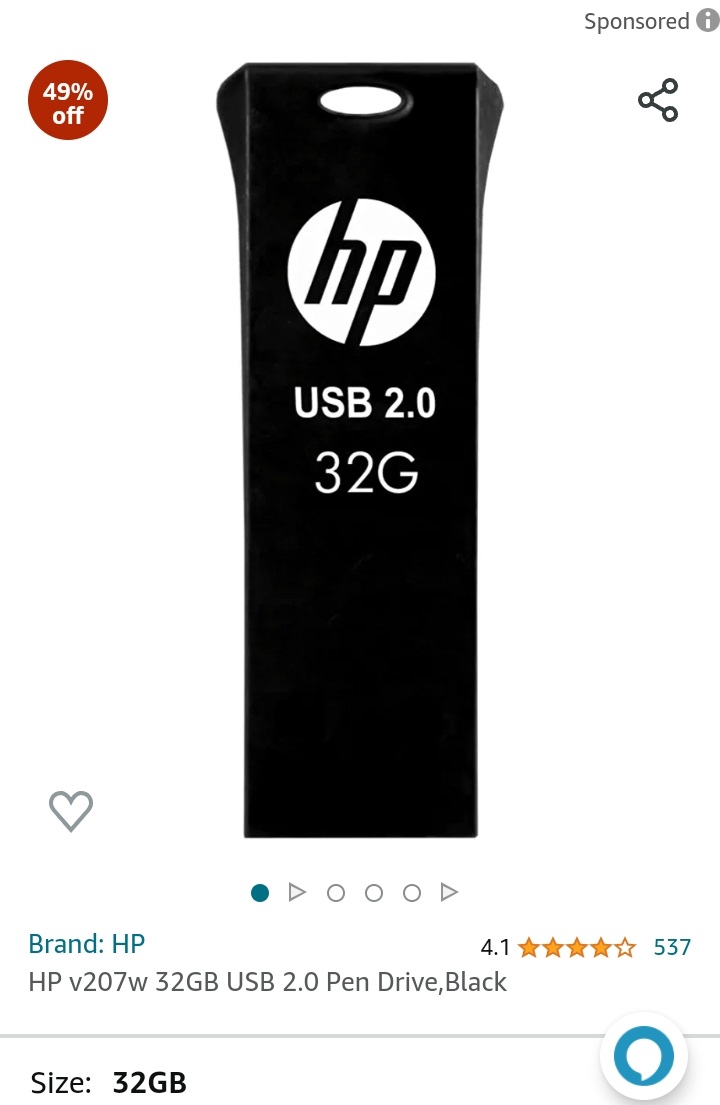 Sponsored
49%
off
hp
USB 2.0
32G
Brand: HP
4.1
537
HP v207w 32GB USB 2.0 Pen Drive,Black
Size: 32GB